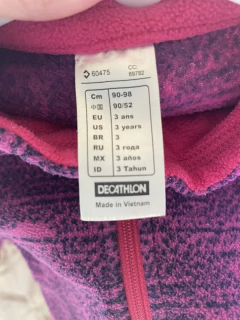 60475 CC: 69782
Cm 90-98
中国 90/52
EU 3 ans
US 3 years
BR 3
RU 3 года
MX 3 años
ID 3 Tahun
DECATHLON
Made in Vietnam